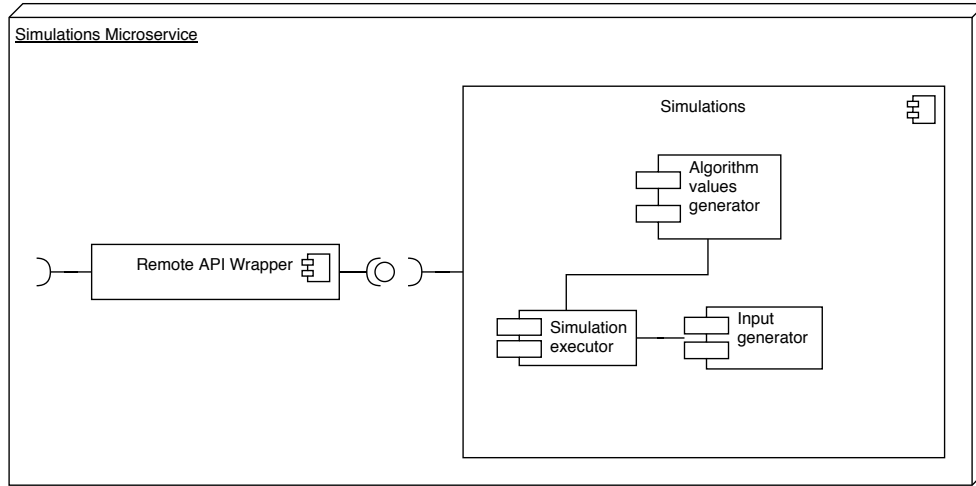 Simulations Microservice
Simulations
Algorithm
values
generator
Remote API Wrapper
Simulation
executor
Input
generator